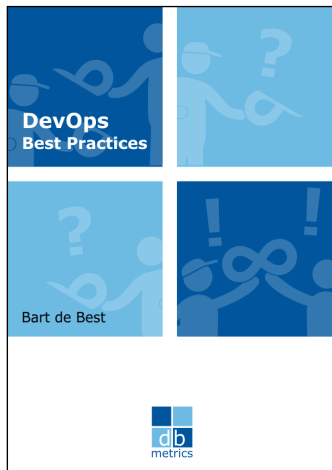 DevOps
Best Practices
?
?
! !
Bart de Best
db
metrics